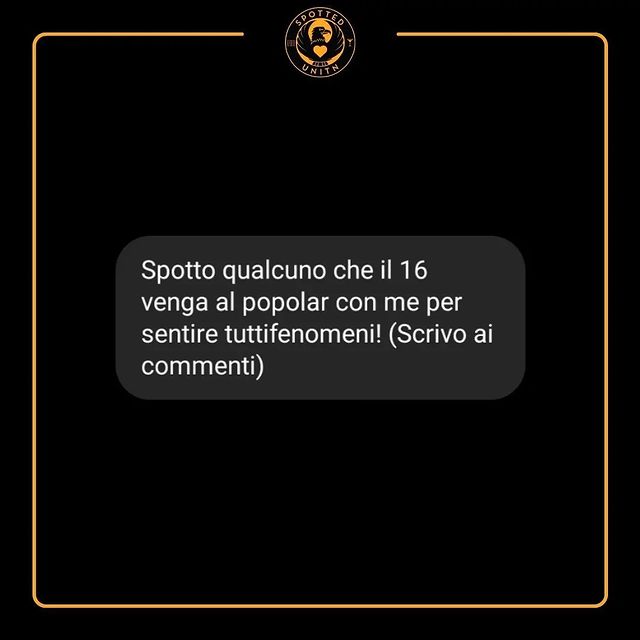 SPOTTED
UNITN
Spotto qualcuno che il 16
venga al popolar con me per
sentire tuttifenomeni! (Scrivo ai
commenti)